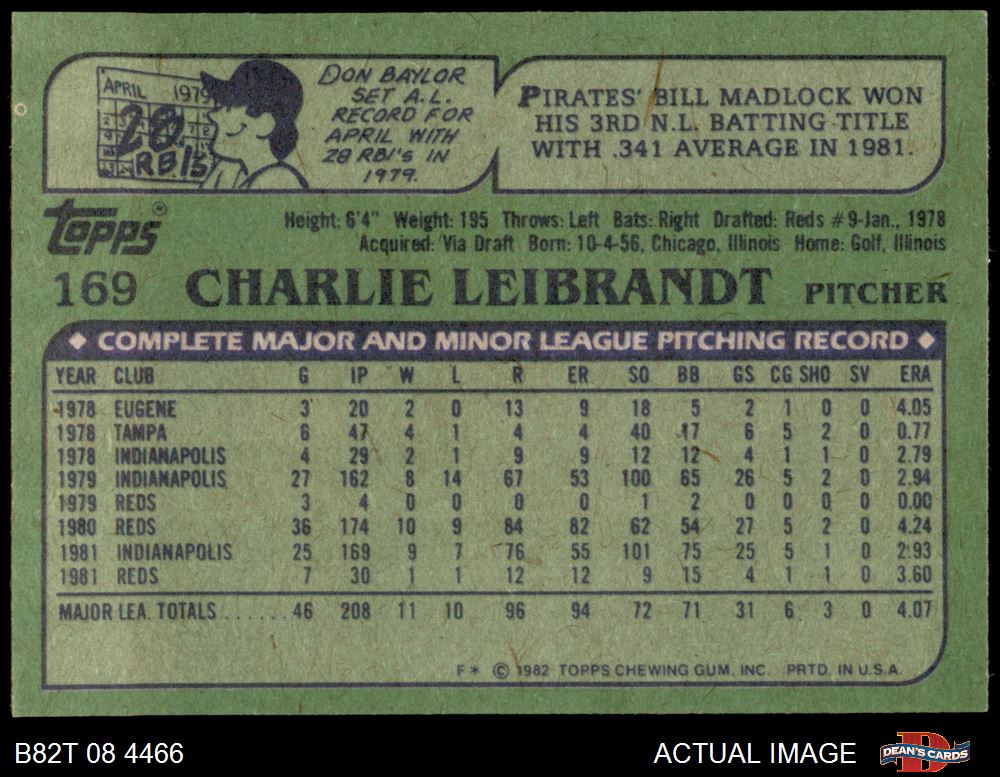 APRIL 1979
28
RBI's
DON BAYLOR
SET A.L.
RECORD FOR
APRIL WITH
28 RBI's IN
1979.
PIRATES' BILL MADLOCK WON
HIS 3RD N.L. BATTING TITLE
WITH .341 AVERAGE IN 1981.
TOPPS®
Height: 6'4" Weight: 195 Throws: Left Bats: Right Drafted: Reds #9-Jan., 1978
Acquired: Via Draft Born: 10-4-56, Chicago, Illinois Home: Golf, Illinois
169 CHARLIE LEIBRANDT PITCHER
◆ COMPLETE MAJOR AND MINOR LEAGUE PITCHING RECORD ◆
YEAR CLUB G IP W L R ER SO BB GS CG SHO SV ERA
1978 EUGENE 3 20 2 0 13 9 18 5 2 1 0 0 4.05
1978 TAMPA 6 47 4 1 4 4 40 17 6 5 2 0 0.77
1978 INDIANAPOLIS 4 29 2 1 9 9 12 12 4 1 1 0 2.79
1979 INDIANAPOLIS 27 162 8 14 67 53 100 65 26 5 2 0 2.94
1979 REDS 3 4 0 0 0 0 1 2 0 0 0 0 0.00
1980 REDS 36 174 10 9 84 82 62 54 27 5 2 0 4.24
1981 INDIANAPOLIS 25 169 9 7 76 55 101 75 25 5 1 0 2.93
1981 REDS 7 30 1 1 12 12 9 15 4 1 1 0 3.60
MAJOR LEA. TOTALS ...... 46 208 11 10 96 94 72 71 31 6 3 0 4.07
F* © 1982 TOPPS CHEWING GUM, INC. PRTD. IN U.S.A.
B82T 08 4466 ACTUAL IMAGE DEAN'S CARDS